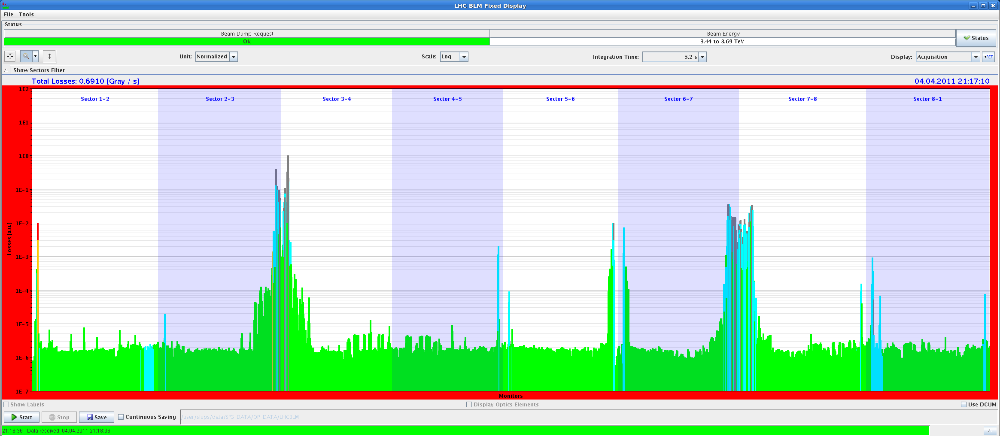 LHC BLM Fixed Display
File Tools
Status
Beam Dump Request Beam Energy
Ok 3.44 to 3.69 TeV
Status
Unit: Normalized Scale: Log Integration Time: 5.2 s Display: Acquisition REF
Show Sectors Filter
Total Losses: 0.6910 [Gray / s] 04.04.2011 21:17:10
Sector 1-2 Sector 2-3 Sector 3-4 Sector 4-5 Sector 5-6 Sector 6-7 Sector 7-8 Sector 8-1
1E2
1E1
1E0
1E-1
1E-2
1E-3
1E-4
1E-5
1E-6
1E-7
Losses [a.u.]
Monitors
Show Labels Display Optics Elements Use DCUM
Start Stop Save Continuous Saving /user/slops/data/SPS_DATA/OP_DATA/LHCBLM
21:18:36 - Data received: 04.04.2011 21:18:36